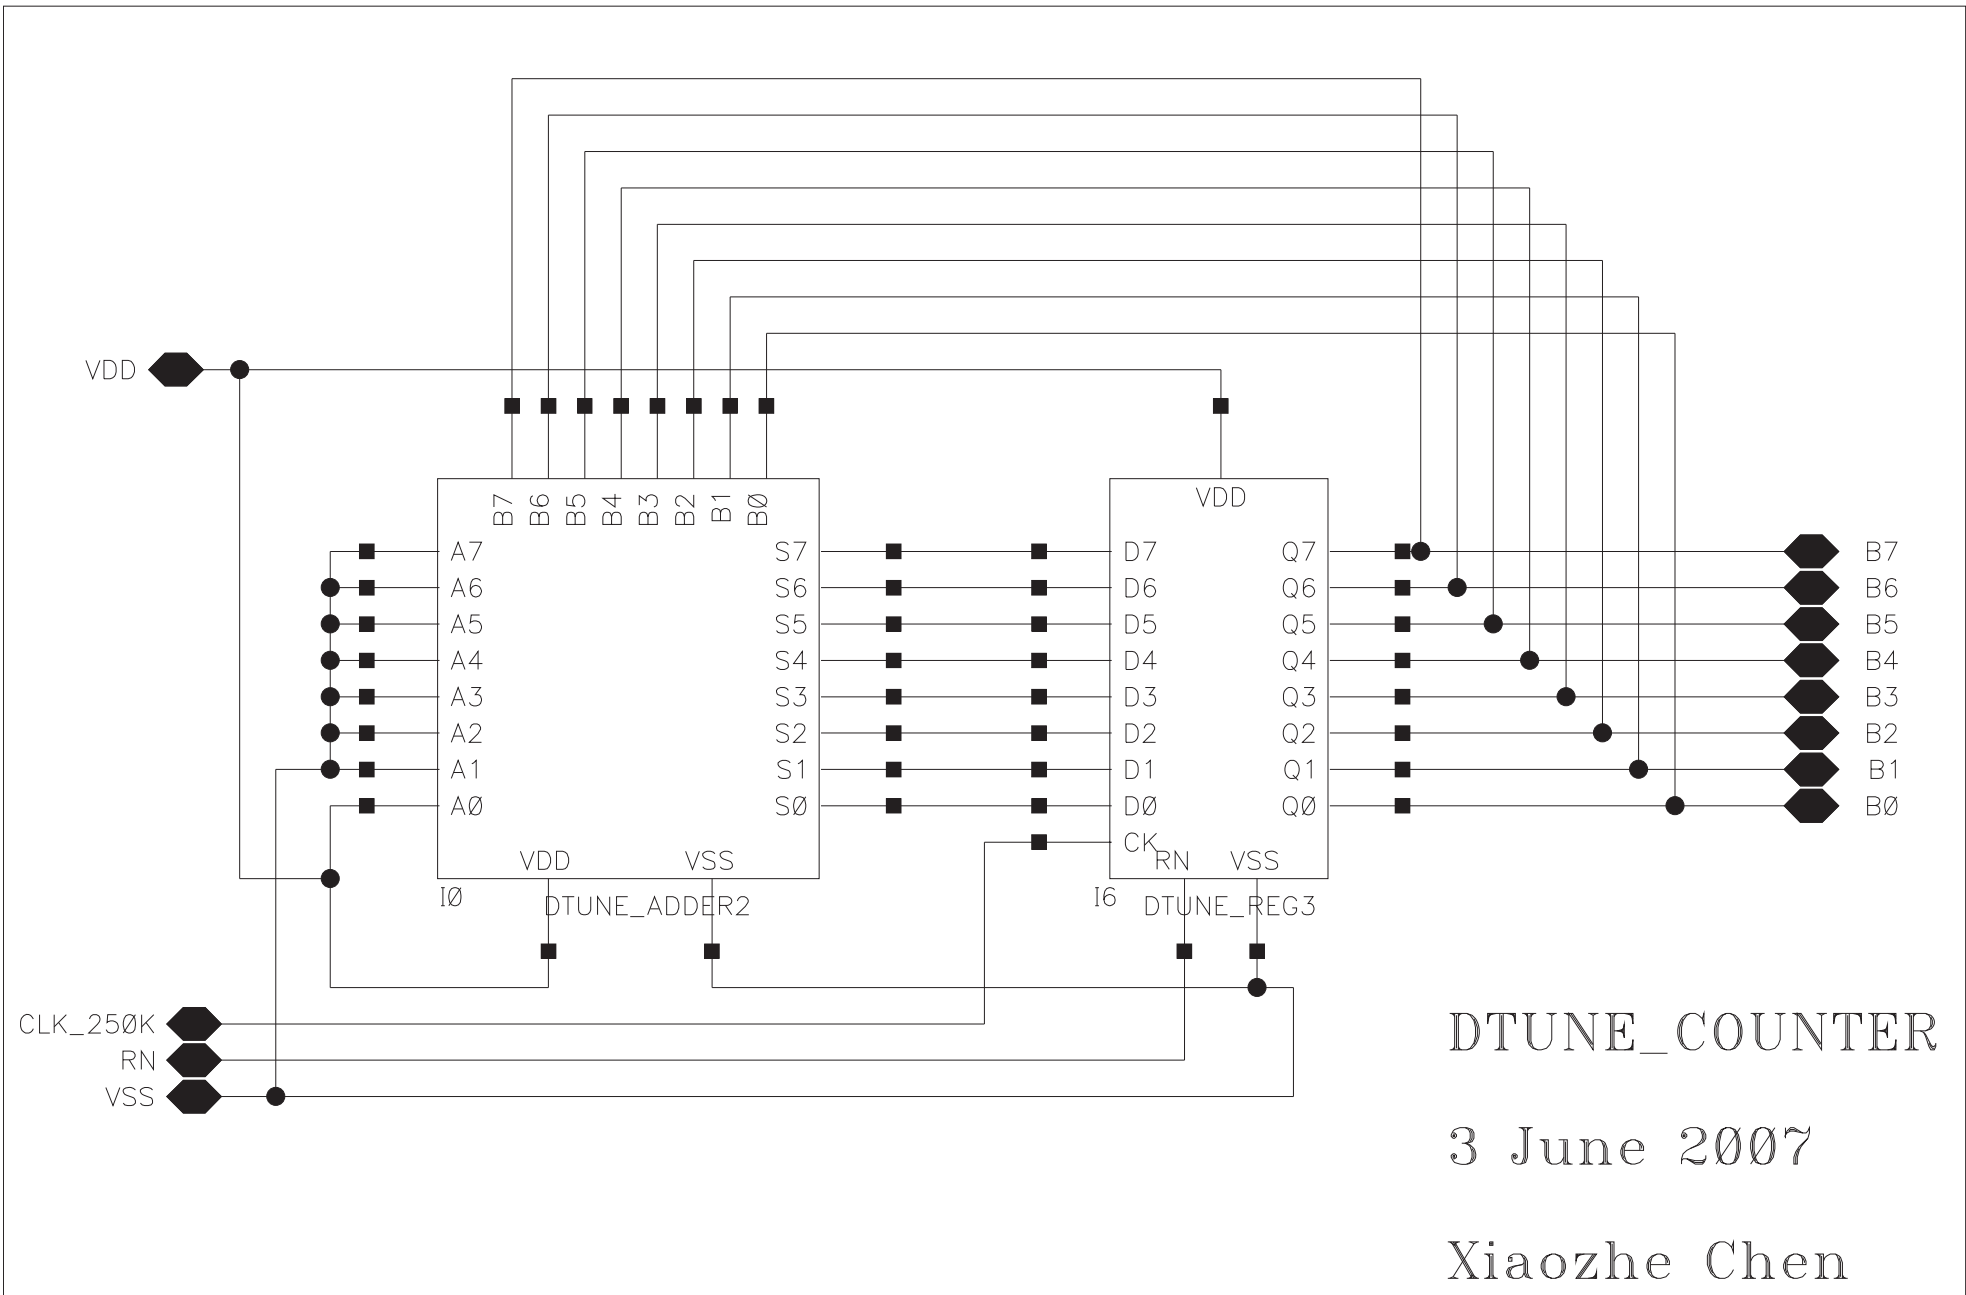 VDD
B7 B6 B5 B4 B3 B2 B1 BØ
VDD
A7 S7 D7 Q7 B7
A6 S6 D6 Q6 B6
A5 S5 D5 Q5 B5
A4 S4 D4 Q4 B4
A3 S3 D3 Q3 B3
A2 S2 D2 Q2 B2
A1 S1 D1 Q1 B1
AØ SØ DØ QØ BØ
CK
VDD VSS RN VSS
IØ DTUNE_ADDER2 I6 DTUNE_REG3
CLK_25ØK
RN
VSS
DTUNE_COUNTER
3 June 2ØØ7
Xiaozhe Chen